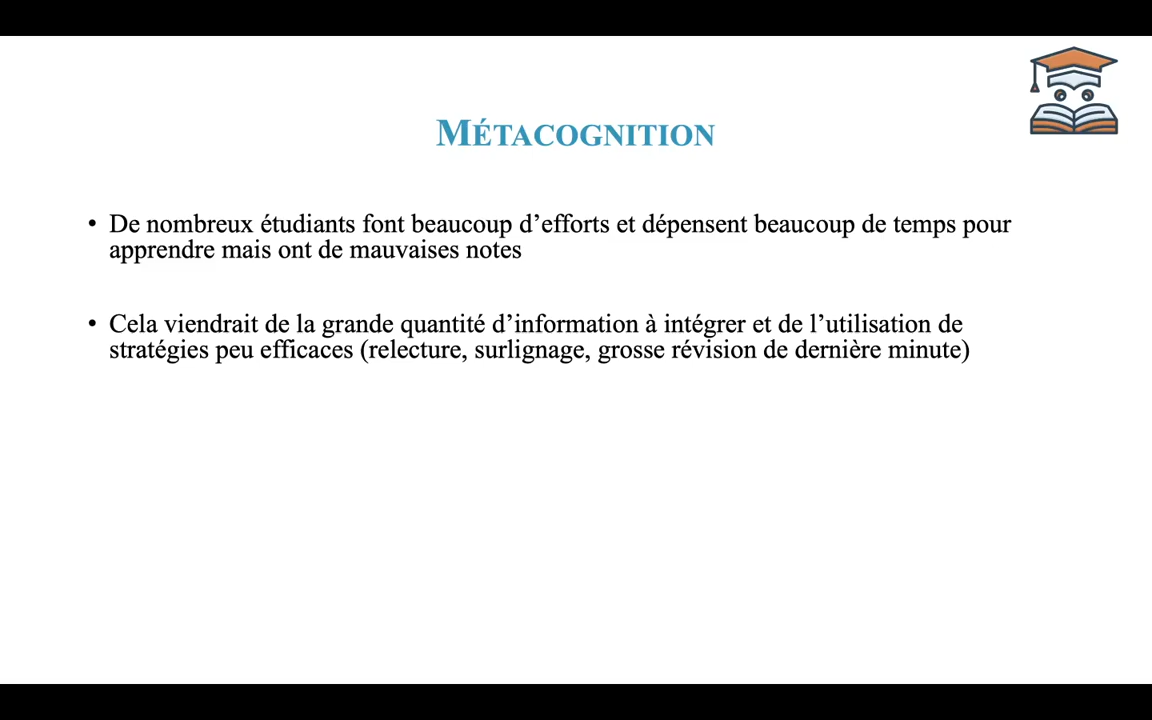 MÉTACOGNITION
• De nombreux étudiants font beaucoup d’efforts et dépensent beaucoup de temps pour
apprendre mais ont de mauvaises notes
• Cela viendrait de la grande quantité d’information à intégrer et de l’utilisation de
stratégies peu efficaces (relecture, surlignage, grosse révision de dernière minute)